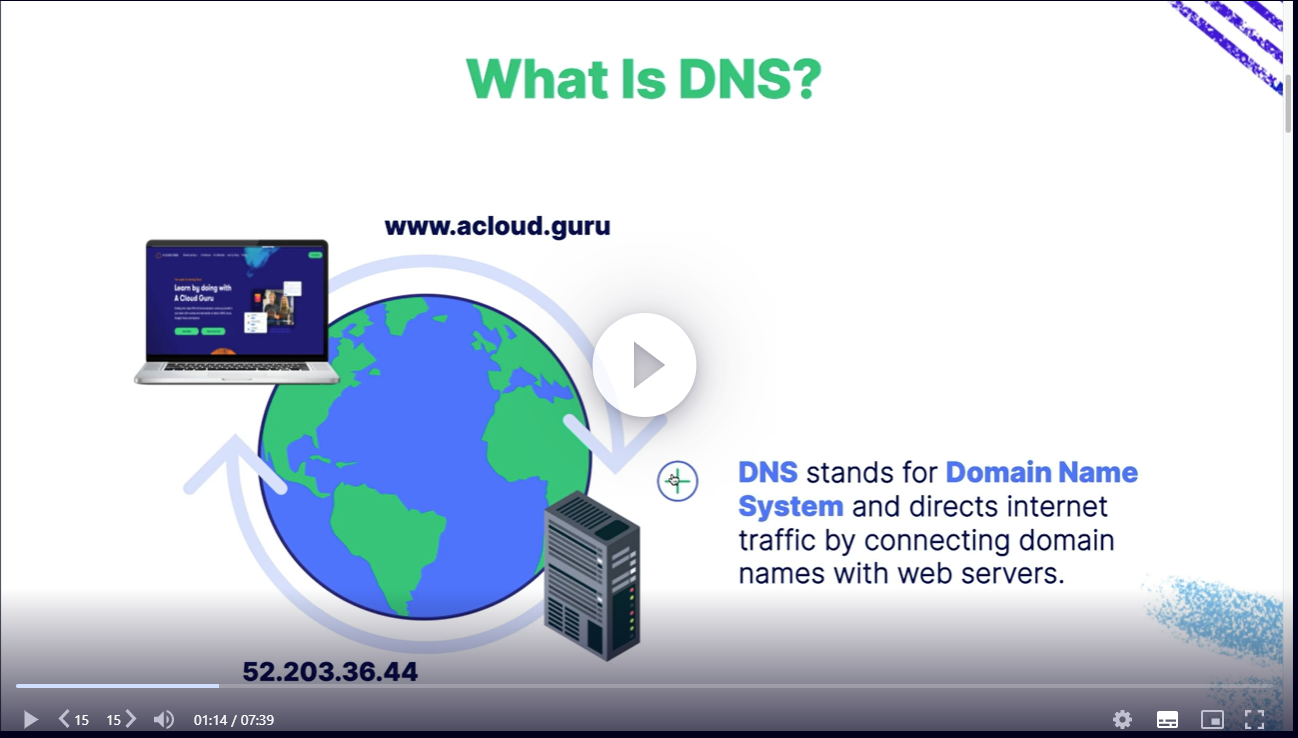 What Is DNS?
www.acloud.guru
Learn by doing with
A Cloud Guru
DNS stands for Domain Name
System and directs internet
traffic by connecting domain
names with web servers.
52.203.36.44
15 15 01:14 / 07:39